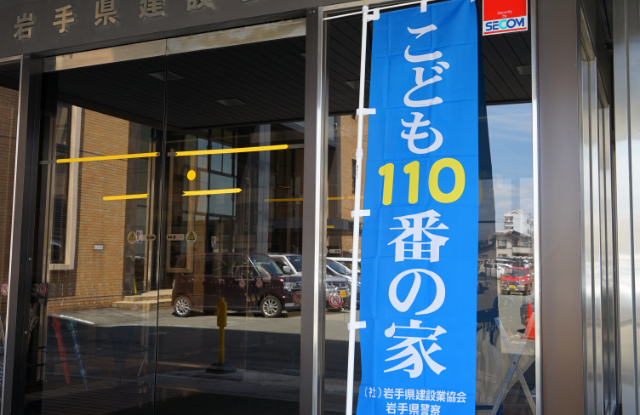 岩手県建設
SECOM
こども
110
番の家
(社)岩手県建設業協会
岩手県警察